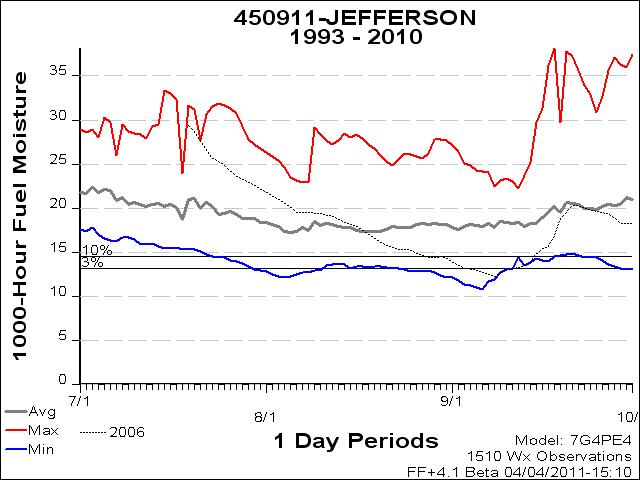 450911-JEFFERSON
1993 - 2010
1000-Hour Fuel Moisture
35
30
25
20
15
10
5
0
10%
3%
7/1
8/1
9/1
10/
1 Day Periods
Avg
Max
Min
2006
Model: 7G4PE4
1510 Wx Observations
FF+4.1 Beta 04/04/2011-15:10